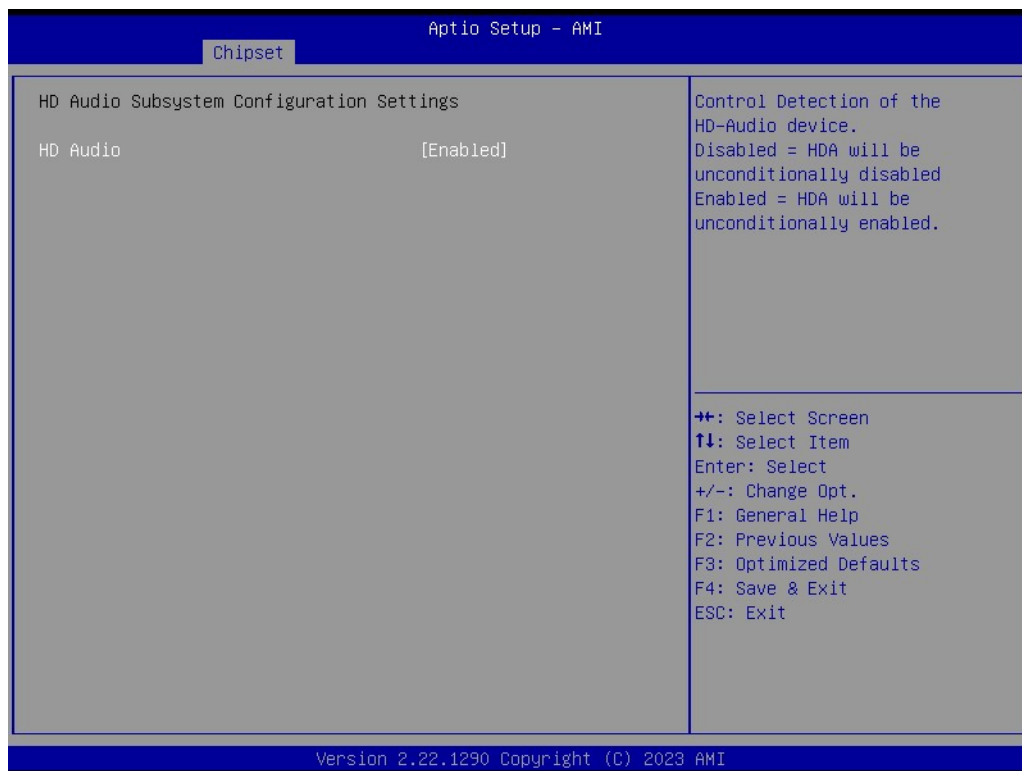 Aptio Setup – AMI
Chipset
HD Audio Subsystem Configuration Settings
HD Audio [Enabled]
Control Detection of the
HD-Audio device.
Disabled = HDA will be
unconditionally disabled
Enabled = HDA will be
unconditionally enabled.
→←: Select Screen
↑↓: Select Item
Enter: Select
+/-: Change Opt.
F1: General Help
F2: Previous Values
F3: Optimized Defaults
F4: Save & Exit
ESC: Exit
Version 2.22.1290 Copyright (C) 2023 AMI